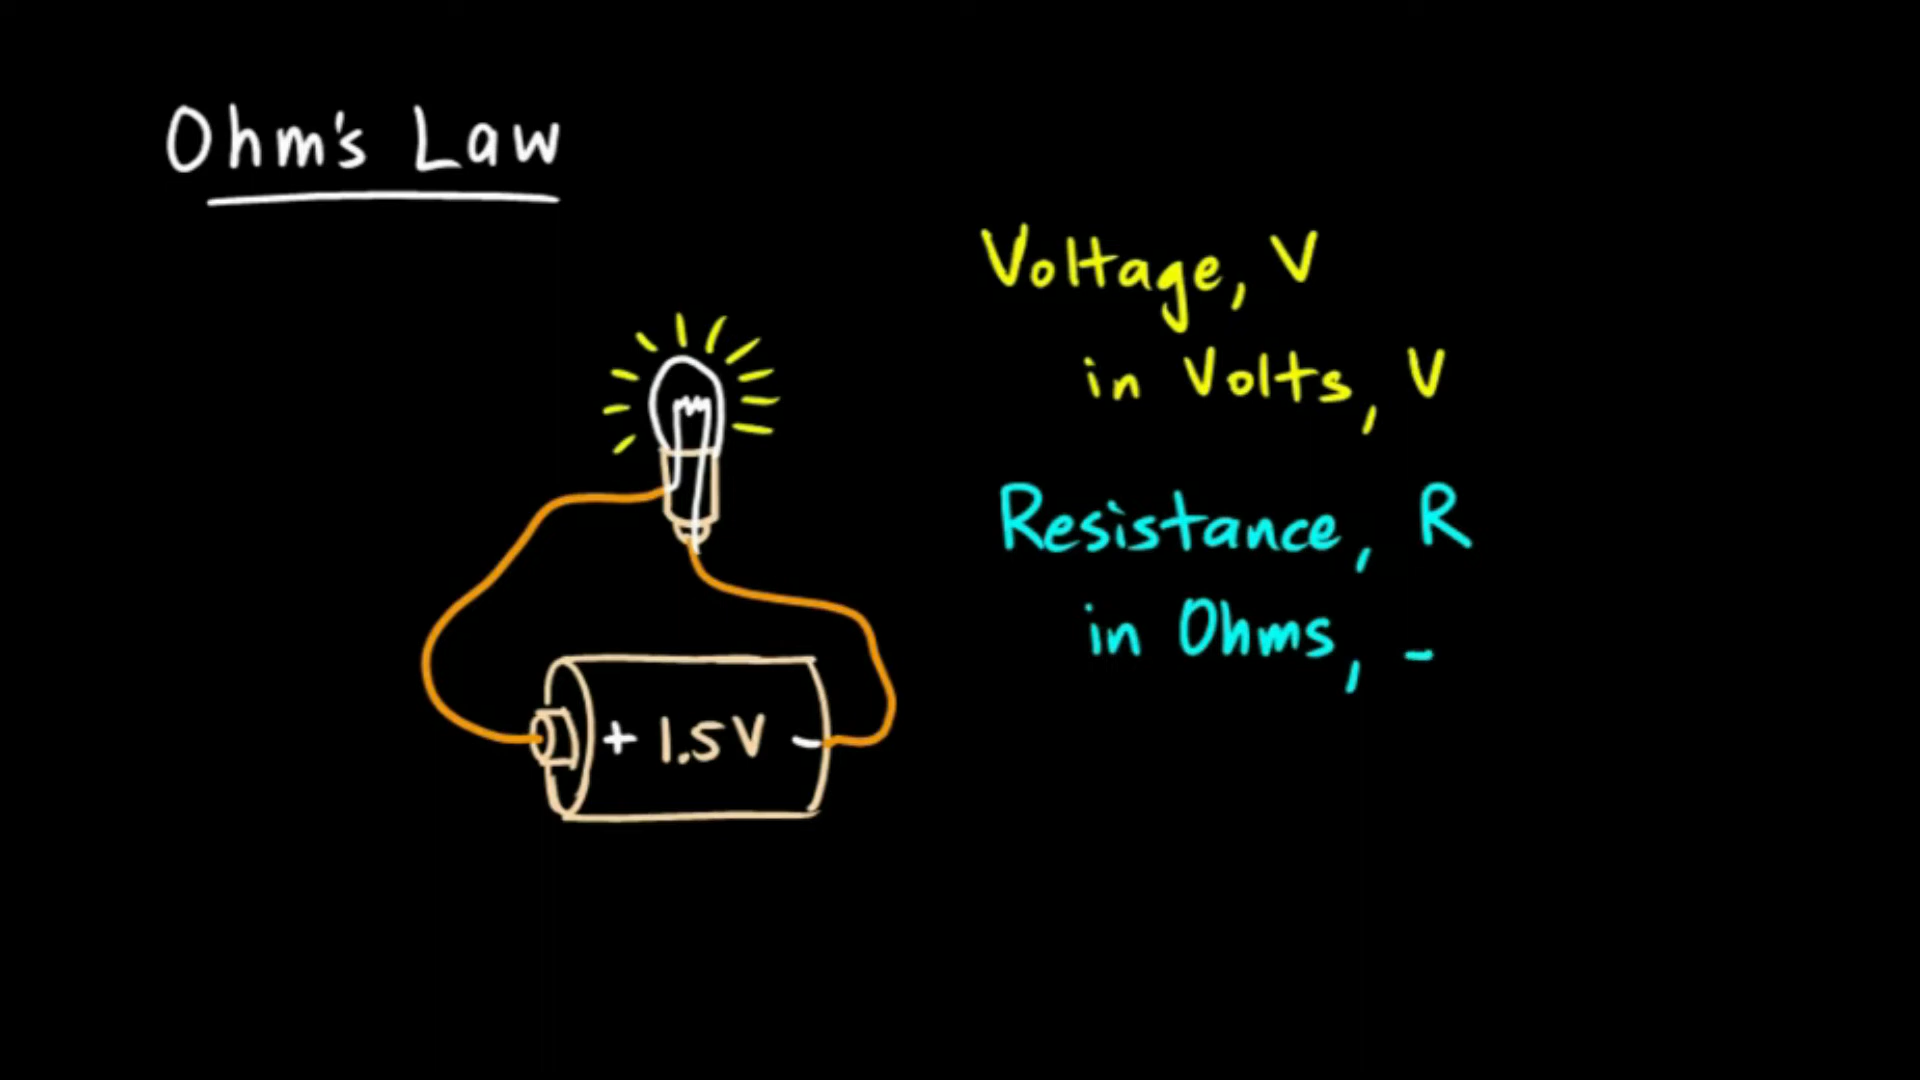 Ohm's Law
Voltage, V
in Volts, V
Resistance, R
in Ohms, -
+ 1.5V -